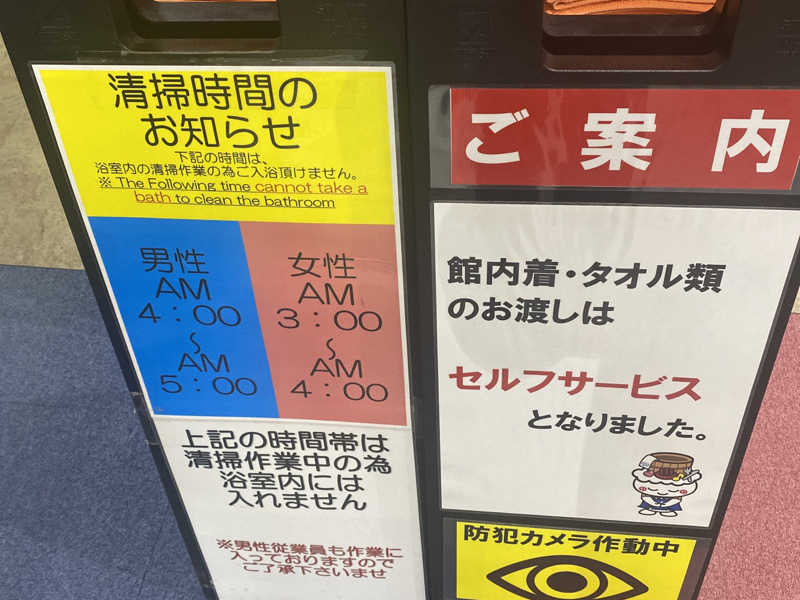 清掃時間の
お知らせ
下記の時間は、
浴室内の清掃作業の為ご入浴頂けません。
※ The Following time cannot take a
bath to clean the bathroom
男性
AM
4：00
～
AM
5：00
女性
AM
3：00
～
AM
4：00
上記の時間帯は
清掃作業中の為
浴室内には
入れません
※男性従業員も作業に
入っておりますので
ご了承下さいませ
ご案内
館内着・タオル類
のお渡しは
セルフサービス
となりました。
防犯カメラ作動中